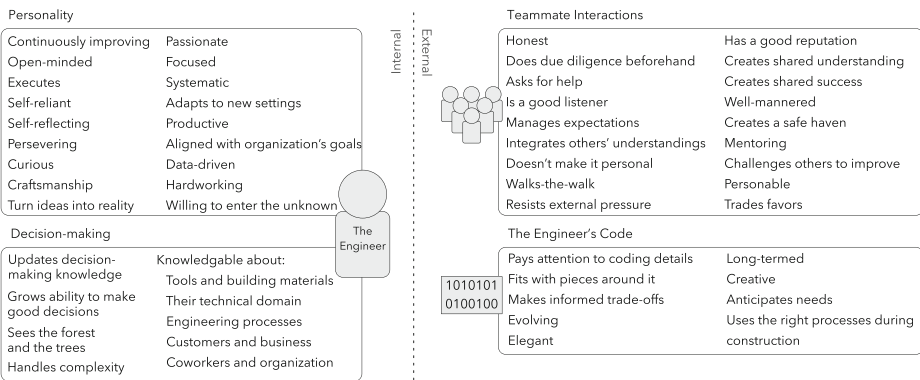 Personality
Continuously improving
Open-minded
Executes
Self-reliant
Self-reflecting
Persevering
Curious
Craftsmanship
Turn ideas into reality
Passionate
Focused
Systematic
Adapts to new settings
Productive
Aligned with organization's goals
Data-driven
Hardworking
Willing to enter the unknown
Decision-making
Updates decision-
making knowledge
Grows ability to make
good decisions
Sees the forest
and the trees
Handles complexity
Knowledgable about:
Tools and building materials
Their technical domain
Engineering processes
Customers and business
Coworkers and organization
The
Engineer
Internal
External
Teammate Interactions
Honest
Does due diligence beforehand
Asks for help
Is a good listener
Manages expectations
Integrates others' understandings
Doesn't make it personal
Walks-the-walk
Resists external pressure
Has a good reputation
Creates shared understanding
Creates shared success
Well-mannered
Creates a safe haven
Mentoring
Challenges others to improve
Personable
Trades favors
The Engineer's Code
1010101
0100100
Pays attention to coding details
Fits with pieces around it
Makes informed trade-offs
Evolving
Elegant
Long-termed
Creative
Anticipates needs
Uses the right processes during
construction